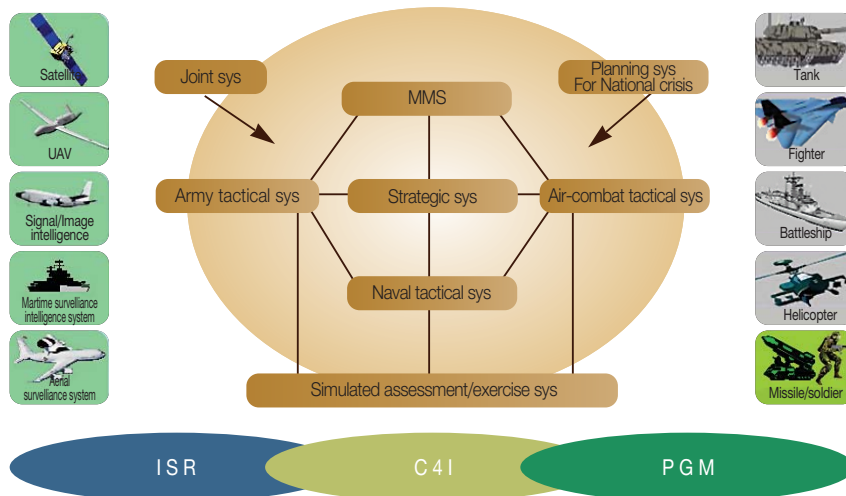 Satellite
UAV
Signal/Image
intelligence
Martime survelliance
intelligence system
Aerial
survelliance system
Joint sys
Planning sys
For National crisis
MMS
Army tactical sys
Strategic sys
Air-combat tactical sys
Naval tactical sys
Simulated assessment/exercise sys
Tank
Fighter
Battleship
Helicopter
Missile/soldier
ISR
C4I
PGM